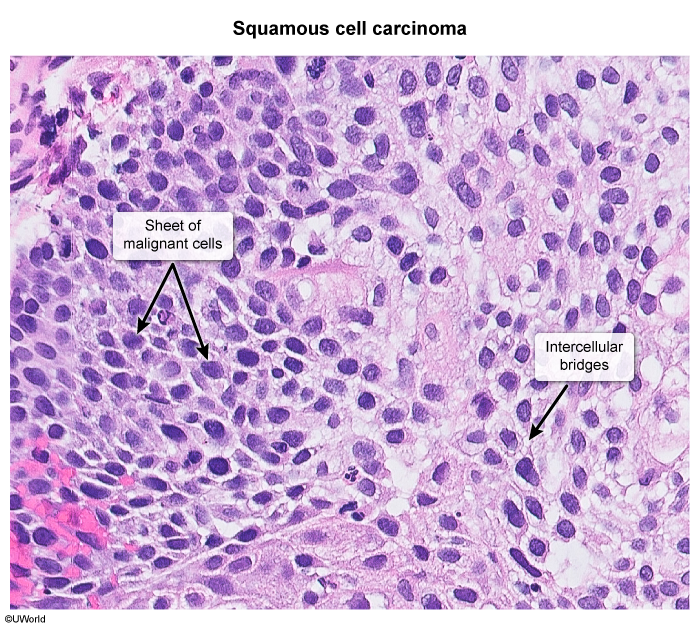 Squamous cell carcinoma
Sheet of
malignant cells
Intercellular
bridges
©UWorld